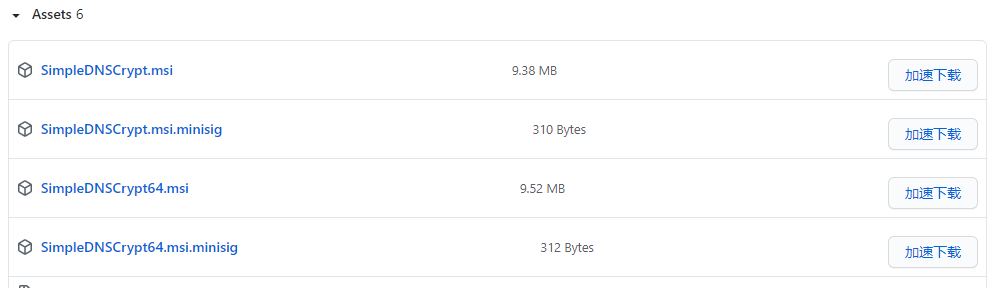 Assets 6
SimpleDNSCrypt.msi 9.38 MB 加速下载
SimpleDNSCrypt.msi.minisig 310 Bytes 加速下载
SimpleDNSCrypt64.msi 9.52 MB 加速下载
SimpleDNSCrypt64.msi.minisig 312 Bytes 加速下载